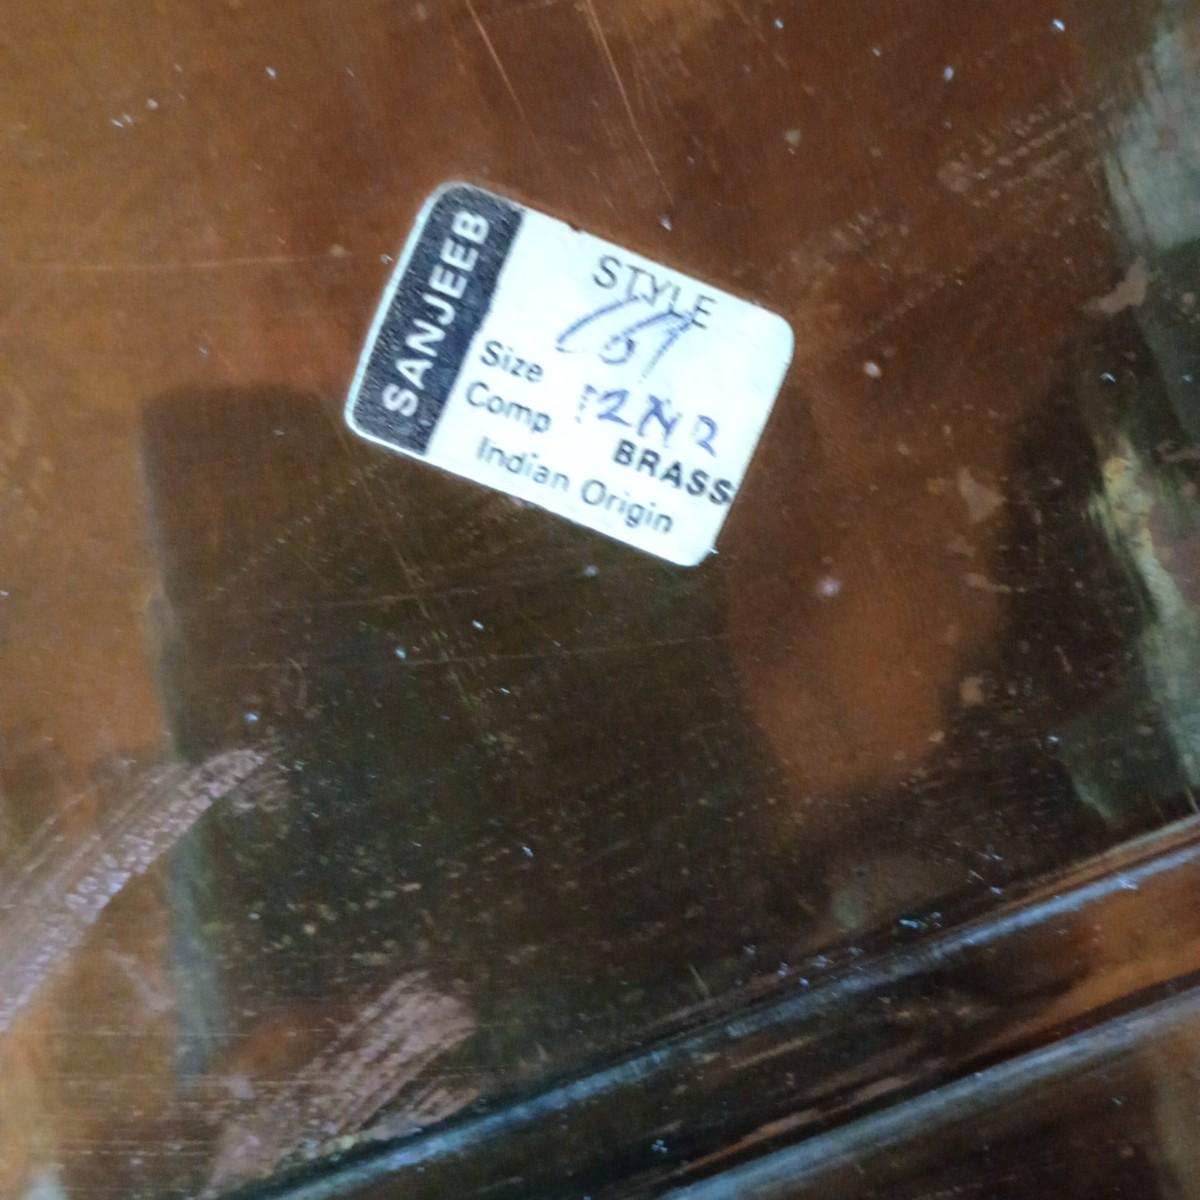 SANJEEB
STYLE
Size
Comp BRASS
Indian Origin